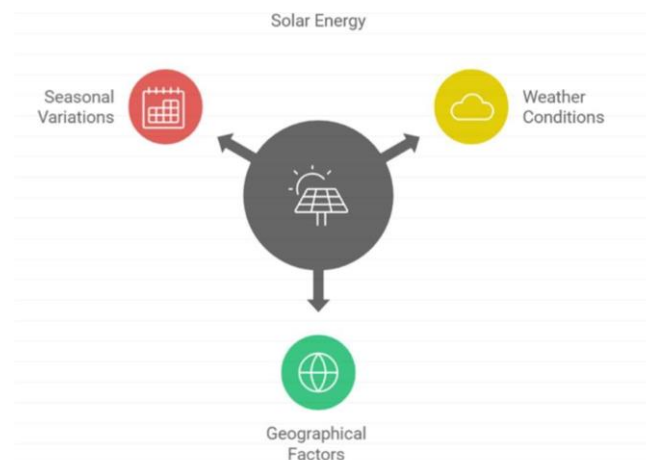 Solar Energy
Seasonal
Variations
Weather
Conditions
Geographical
Factors